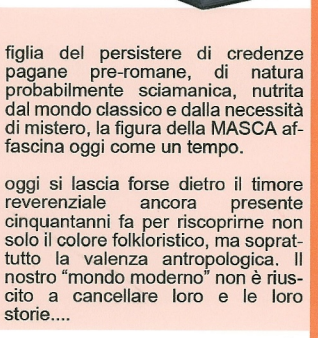 figlia del persistere di credenze
pagane pre-romane, di natura
probabilmente sciamanica, nutrita
dal mondo classico e dalla necessità
di mistero, la figura della MASCA af-
fascina oggi come un tempo.
oggi si lascia forse dietro il timore
reverenziale ancora presente
cinquantanni fa per riscoprirne non
solo il colore folkloristico, ma soprat-
tutto la valenza antropologica. Il
nostro “mondo moderno” non è rius-
cito a cancellare loro e le loro
storie....